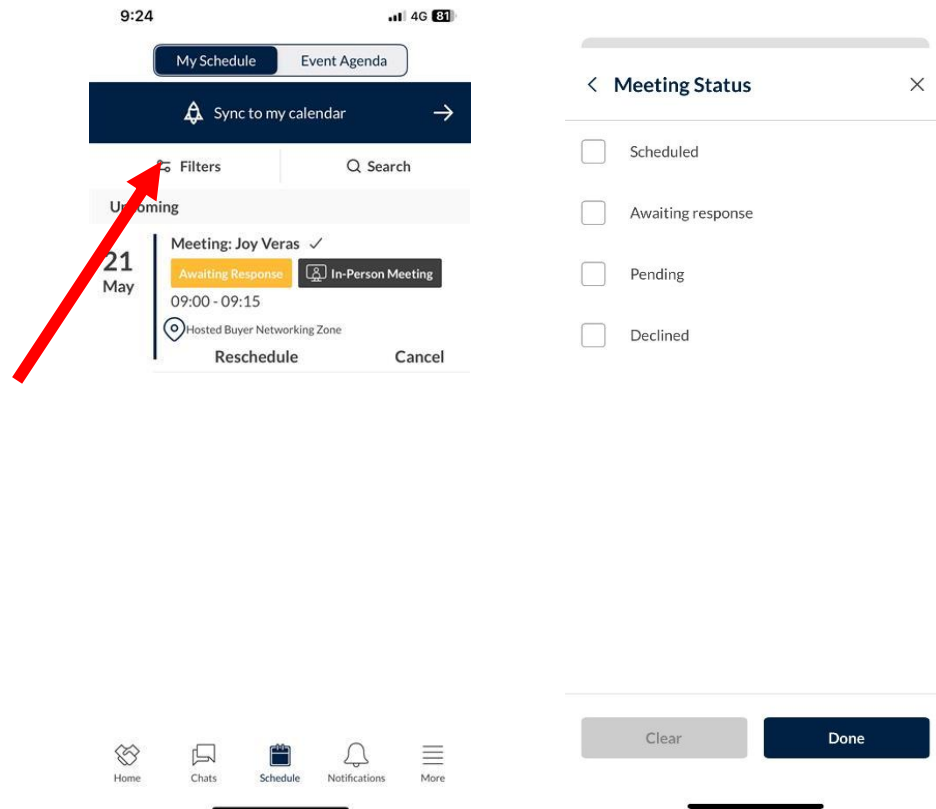 9:24
4G 81
My Schedule Event Agenda
Sync to my calendar
Filters Search
Upcoming
21
May
Meeting: Joy Veras
Awaiting Response In-Person Meeting
09:00 - 09:15
Hosted Buyer Networking Zone
Reschedule Cancel
Home Chats Schedule Notifications More
Meeting Status
Scheduled
Awaiting response
Pending
Declined
Clear Done